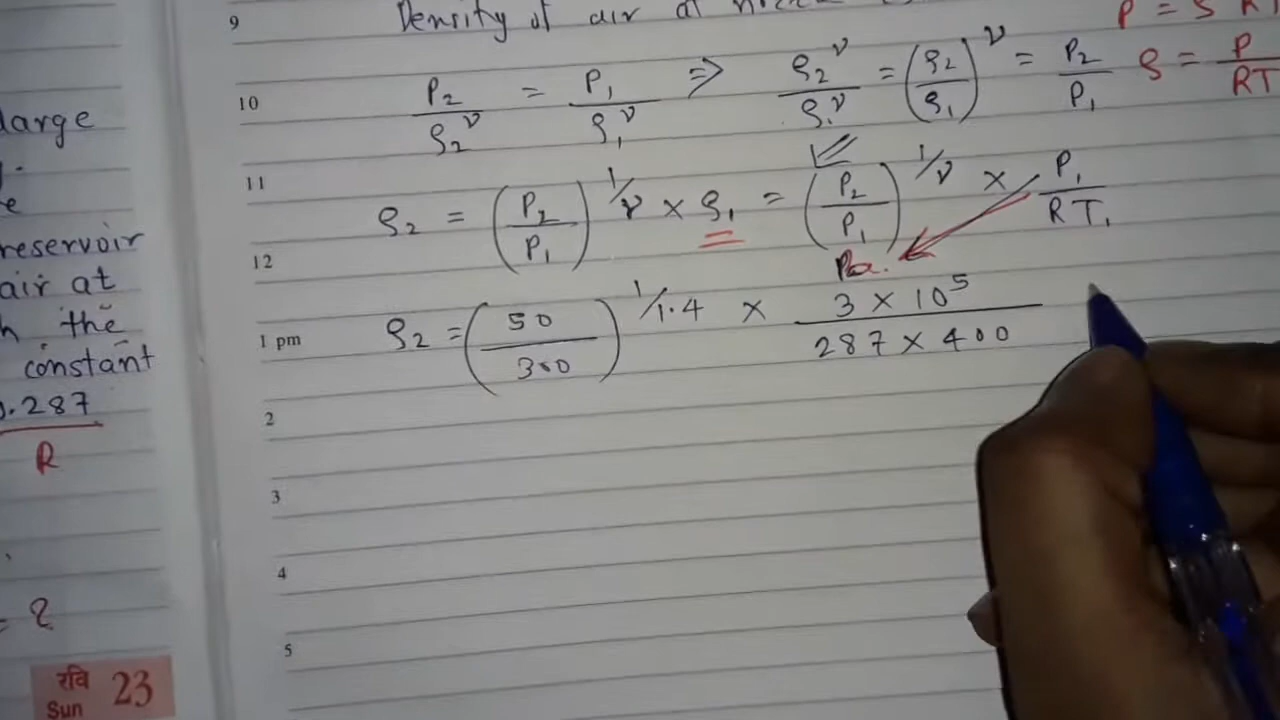 large
e
reservoir
air at
h the
constant
0.287
R
= ?
रवि 23
Sun
9 Density of air at
P = ρ RT
10 P₂/ρ₂^γ = P₁/ρ₁^γ ⇒ ρ₂^γ/ρ₁^γ = (ρ₂/ρ₁)^γ = P₂/P₁ ρ = P/RT
11 ρ₂ = (P₂/P₁)^1/γ × ρ₁ = (P₂/P₁)^1/γ × P₁/RT₁
12 Pa.
1 pm ρ₂ = (50/300)^1/1.4 × 3 × 10⁵/287 × 400
2
3
4
5